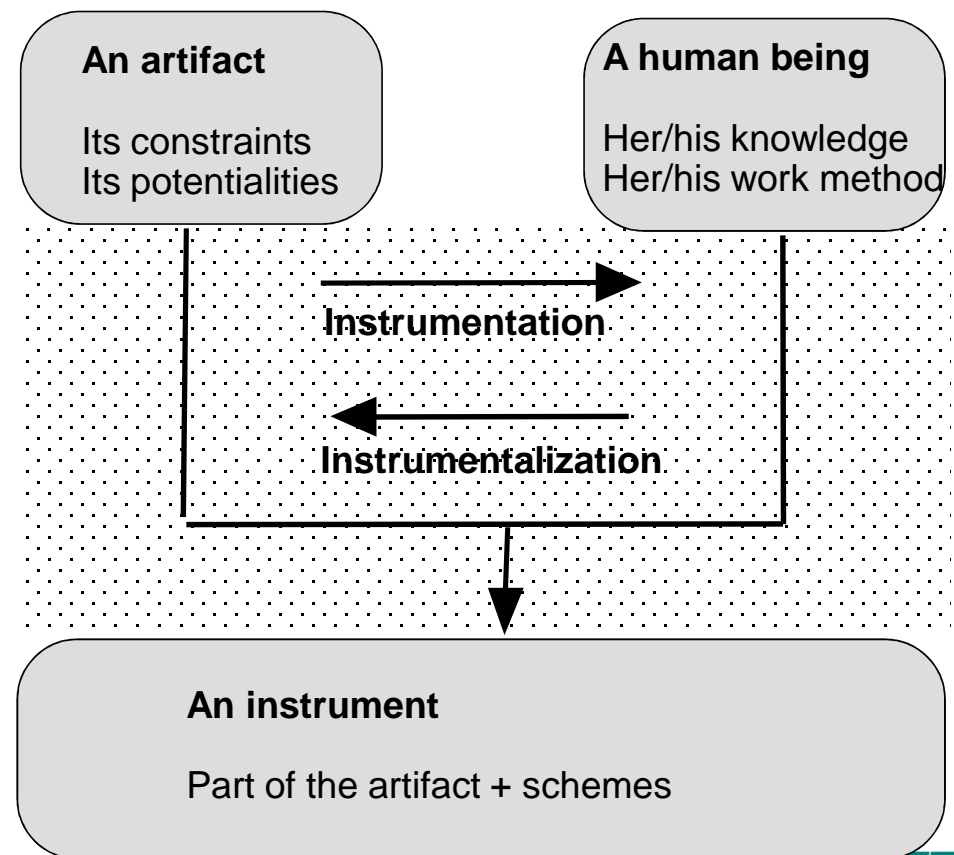 An artifact
Its constraints
Its potentialities
A human being
Her/his knowledge
Her/his work method
Instrumentation
Instrumentalization
An instrument
Part of the artifact + schemes